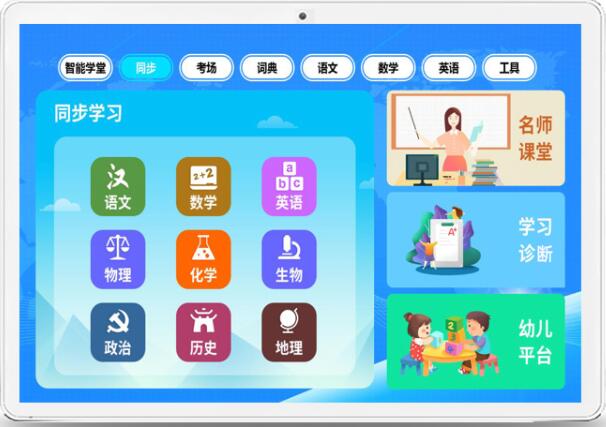 智能学堂
同步
考场
词典
语文
数学
英语
工具
同步学习
汉
语文
2+2
数学
a
b c
英语
物理
化学
生物
政治
历史
地理
名师
课堂
A+
学习
诊断
2
幼儿
平台